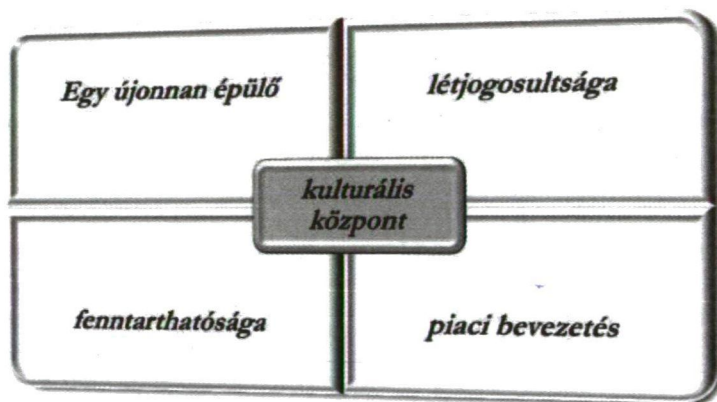 Egy újonnan épülő
létjogosultsága
kulturális
központ
fenntarthatósága
piaci bevezetés